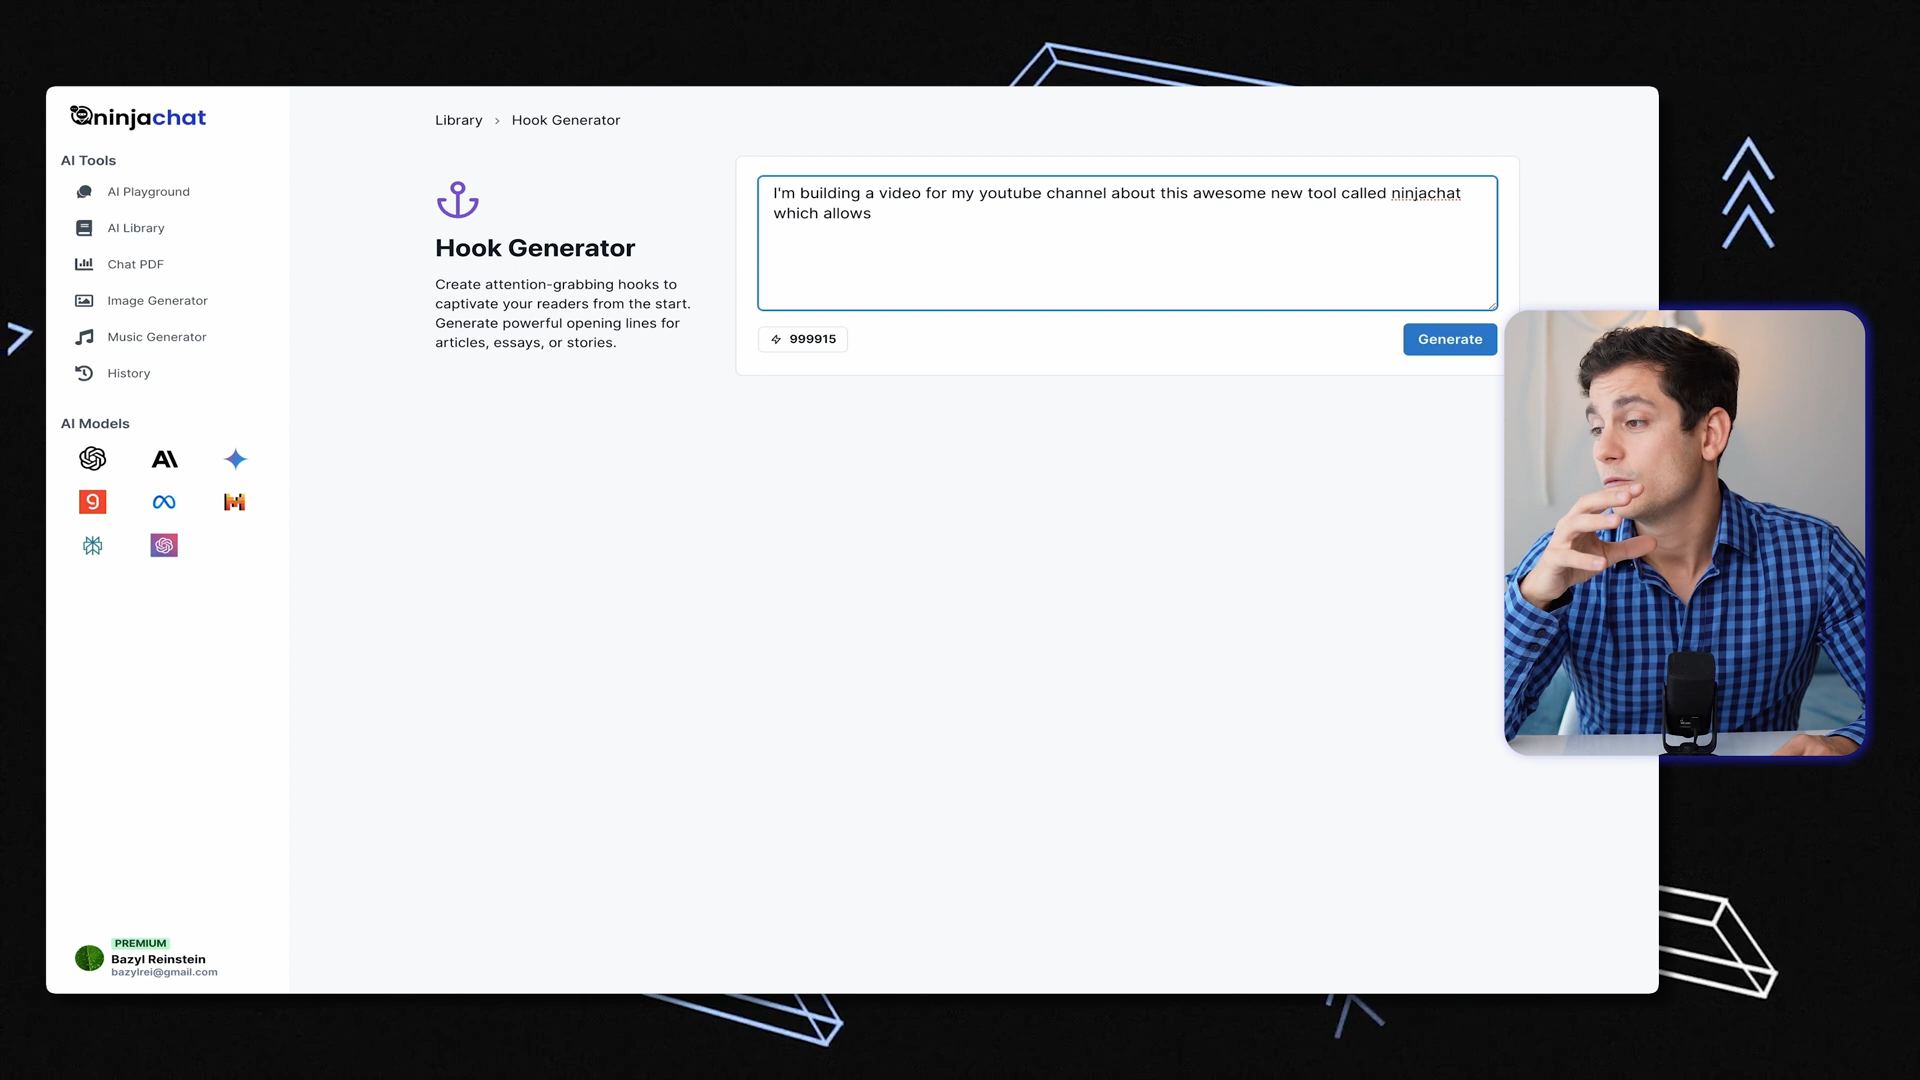 ninjachat
AI Tools
AI Playground
AI Library
Chat PDF
Image Generator
Music Generator
History
AI Models
PREMIUM
Bazyl Reinstein
bazylrei@gmail.com
Library > Hook Generator
Hook Generator
Create attention-grabbing hooks to
captivate your readers from the start.
Generate powerful opening lines for
articles, essays, or stories.
I'm building a video for my youtube channel about this awesome new tool called ninjachat
which allows
999915
Generate